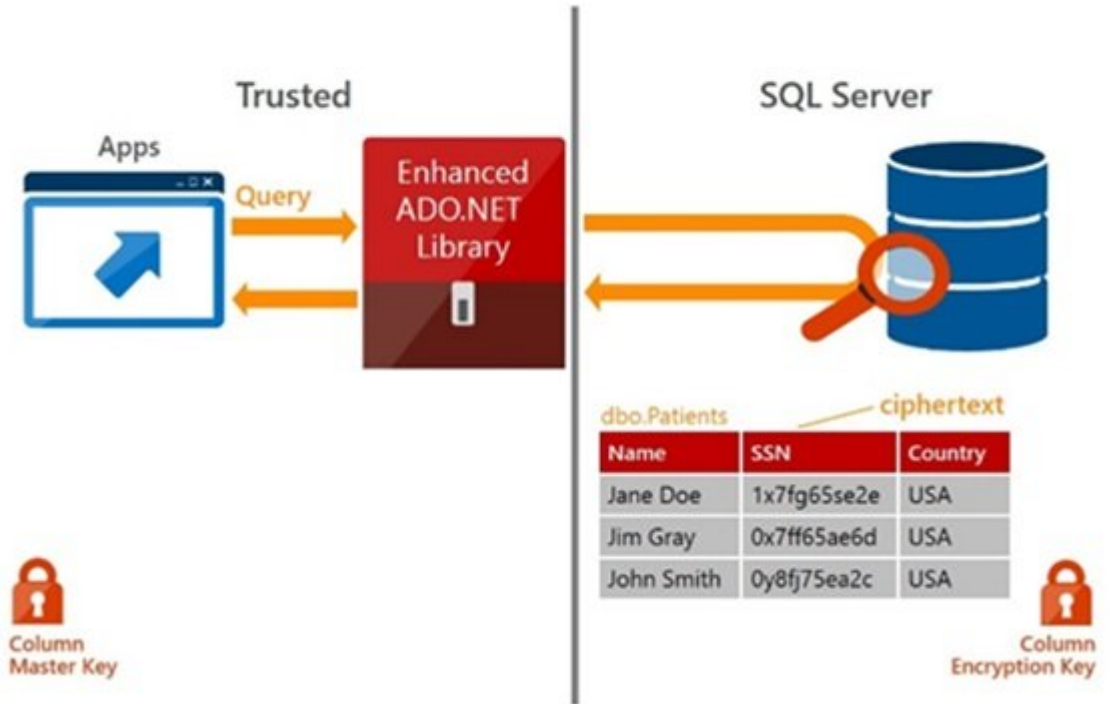 Trusted
Apps
Query
Enhanced
ADO.NET
Library
SQL Server
dbo.Patients
ciphertext
Name SSN Country
Jane Doe 1x7fg65se2e USA
Jim Gray 0x7ff65ae6d USA
John Smith 0y8fj75ea2c USA
Column
Master Key
Column
Encryption Key